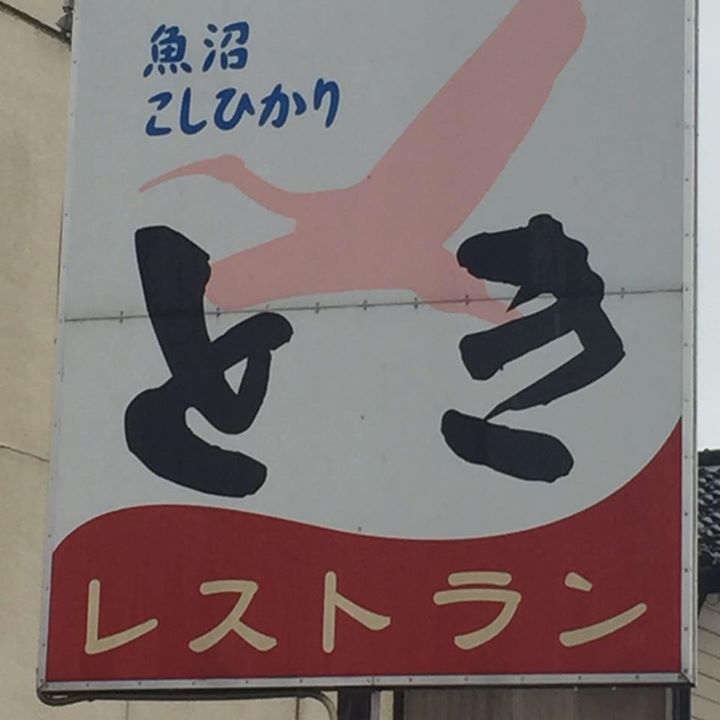 魚沼
こしひかり
とき
レストラン